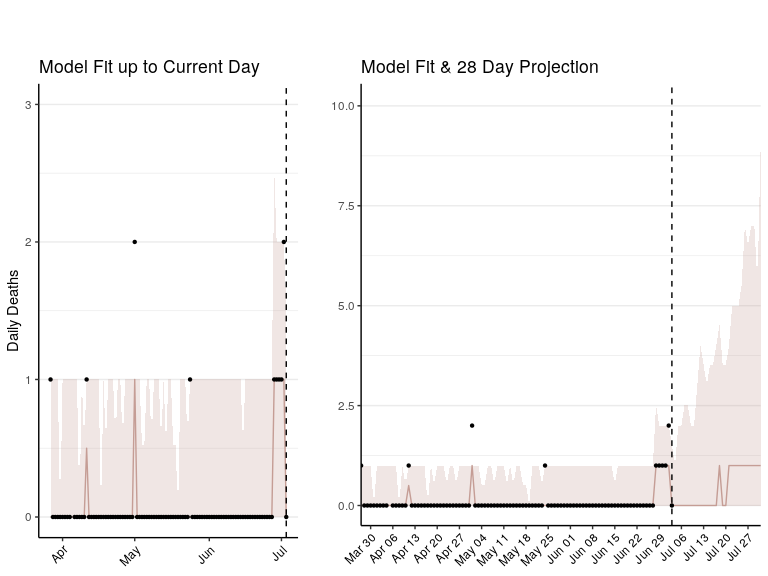 Model Fit up to Current Day
Model Fit & 28 Day Projection
Daily Deaths
3
2
1
0
Apr
May
Jun
Jul
10.0
7.5
5.0
2.5
0.0
Mar 30
Apr 06
Apr 13
Apr 20
Apr 27
May 04
May 11
May 18
May 25
Jun 01
Jun 08
Jun 15
Jun 22
Jun 29
Jul 06
Jul 13
Jul 20
Jul 27